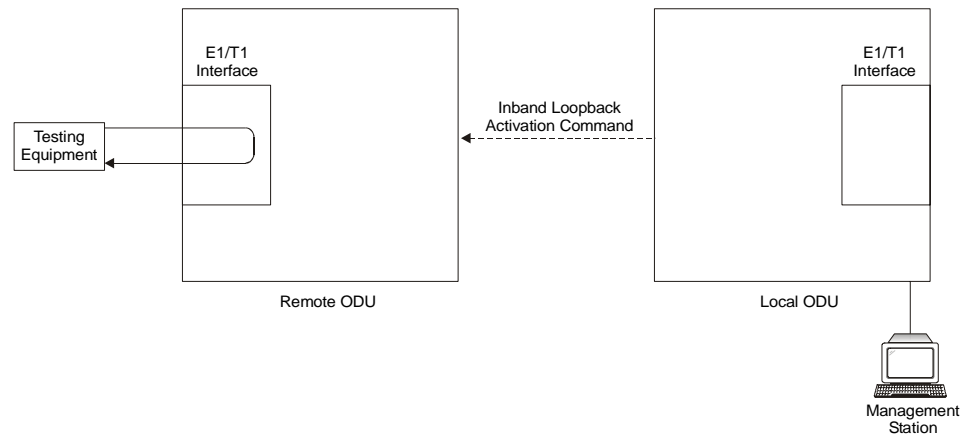 E1/T1
Interface
E1/T1
Interface
Inband Loopback
Activation Command
Testing
Equipment
Remote ODU
Local ODU
Management
Station